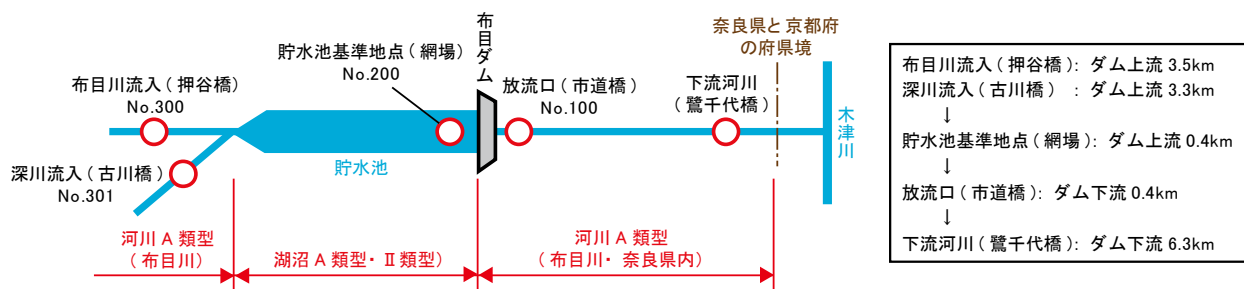 布目川流入(押谷橋)
No.300
深川流入(古川橋)
No.301
貯水池基準地点(網場)
No.200
貯水池
布目ダム
放流口(市道橋)
No.100
下流河川
(鷺千代橋)
奈良県と京都府
の府県境
木津川
河川A類型
(布目川)
湖沼A類型・Ⅱ類型)
河川A類型
(布目川・奈良県内)
布目川流入(押谷橋): ダム上流 3.5km
深川流入(古川橋) : ダム上流 3.3km
↓
貯水池基準地点(網場): ダム上流 0.4km
↓
放流口(市道橋): ダム下流 0.4km
↓
下流河川(鷺千代橋): ダム下流 6.3km